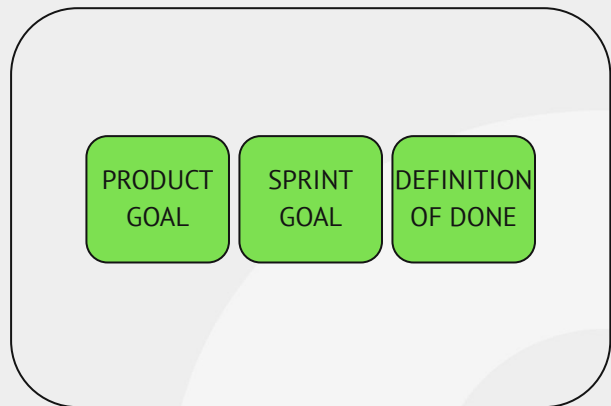 PRODUCT
GOAL
SPRINT
GOAL
DEFINITION
OF DONE